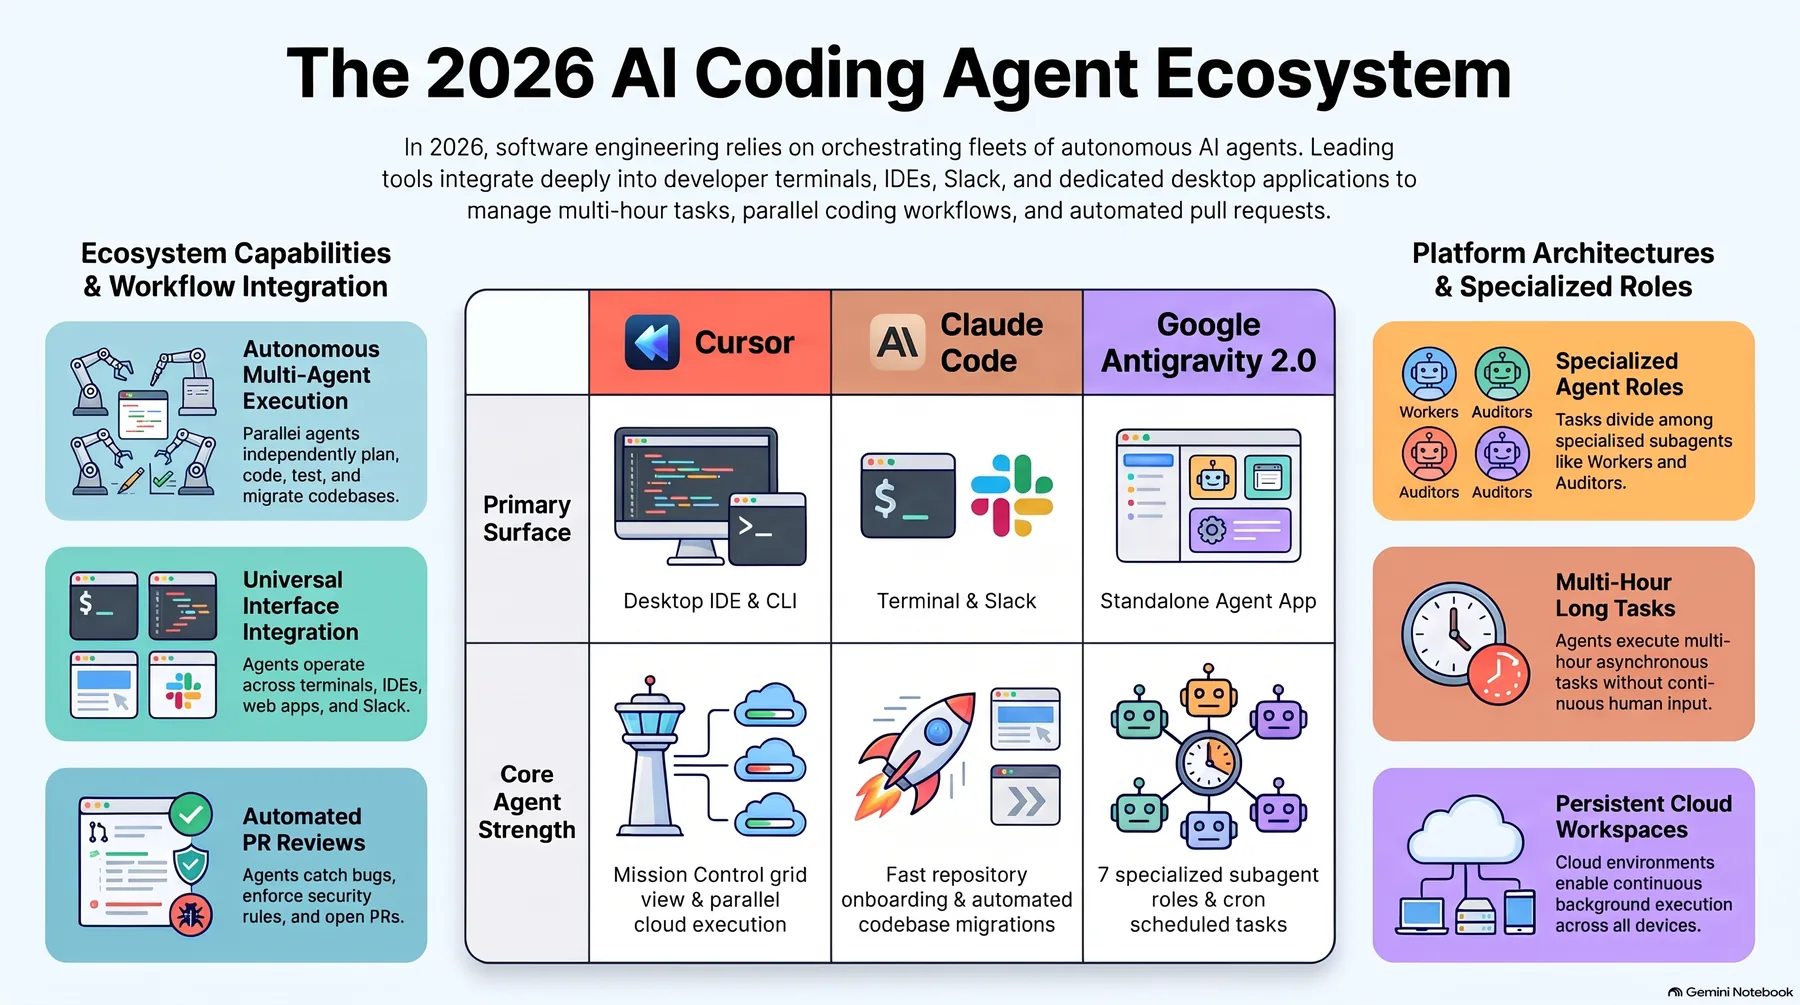 The 2026 AI Coding Agent Ecosystem
In 2026, software engineering relies on orchestrating fleets of autonomous AI agents. Leading
tools integrate deeply into developer terminals, IDEs, Slack, and dedicated desktop applications to
manage multi-hour tasks, parallel coding workflows, and automated pull requests.
Ecosystem Capabilities
& Workflow Integration
Autonomous
Multi-Agent
Execution
Parallei agents
independently plan,
code, test, and
migrate codebases.
$_
Universal
Interface
Integration
Agents operate
across terminals, IDEs,
web apps, and Slack.
Automated
PR Reviews
Agents catch bugs,
enforce security
rules, and open PRs.
Cursor
Claude
Code
Google
Antigravity 2.0
Primary
Surface
>_
Desktop IDE & CLI
$_
Terminal & Slack
Standalone Agent App
Core
Agent
Strength
Mission Control grid
view & parallel
cloud execution
Fast repository
onboarding & automated
codebase migrations
7 specialized subagent
roles & cron
scheduled tasks
Platform Architectures
& Specialized Roles
Workers
Auditors
Auditors
Auditors
Specialized
Agent Roles
Tasks divide among
specialized subagents
like Workers and
Auditors.
Multi-Hour
Long Tasks
Agents execute multi-
hour asynchronous
tasks without conti-
nuous human input.
Persistent Cloud
Workspaces
Cloud environments
enable continuous
background execution
across all devices.
Gemini Notebook